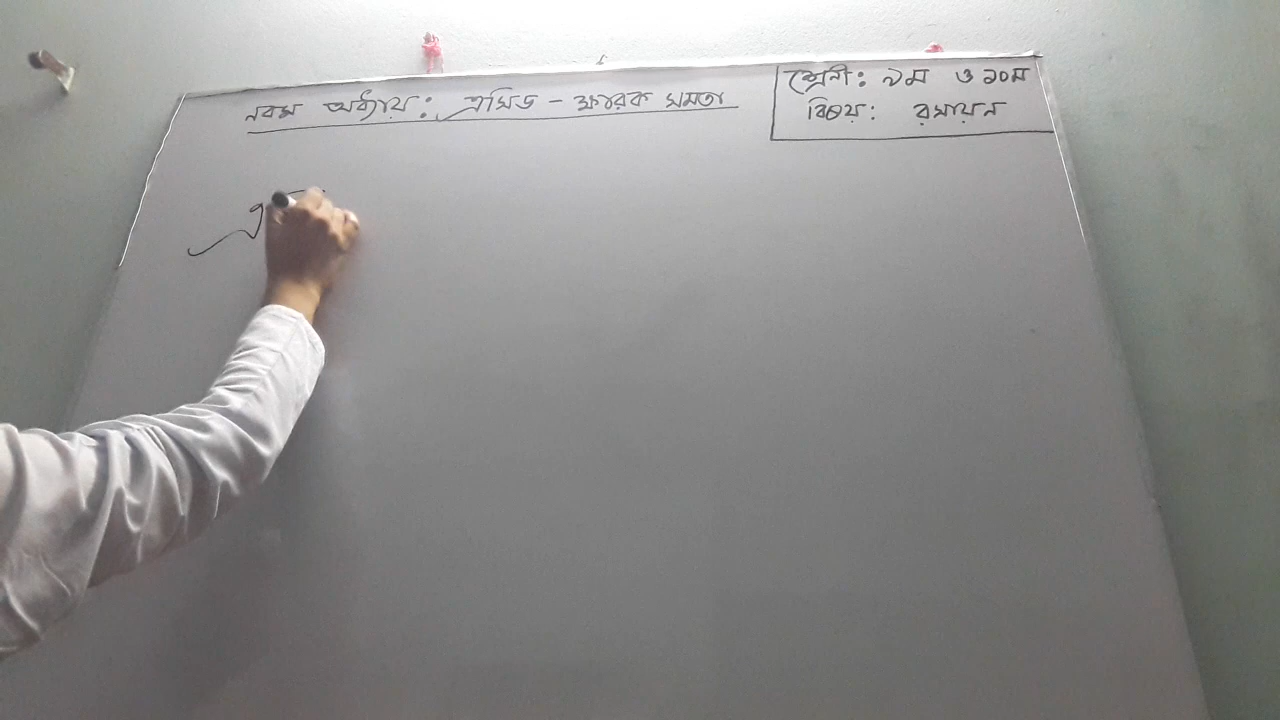 নবম অধ্যায়: এসিড - ক্ষারক সমতা
শ্রেনী: ৯ম ও ১০ম
বিষয়: রসায়ন